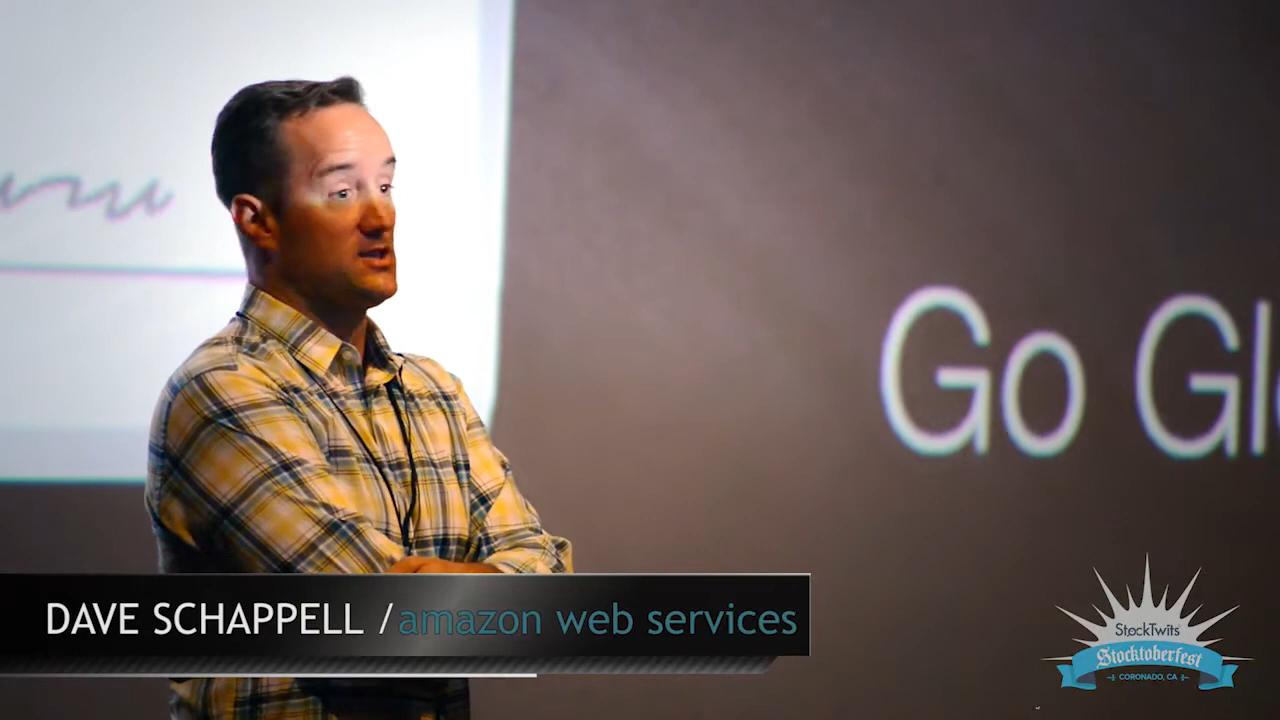 Go Gl
DAVE SCHAPPELL / amazon web services
StockTwits
Stocktoberfest
CORONADO, CA